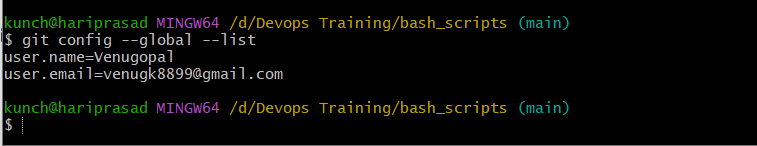 kunch@hariprasad MINGW64 /d/Devops Training/bash_scripts (main)
$ git config --global --list
user.name=Venugopal
user.email=venugk8899@gmail.com
kunch@hariprasad MINGW64 /d/Devops Training/bash_scripts (main)
$